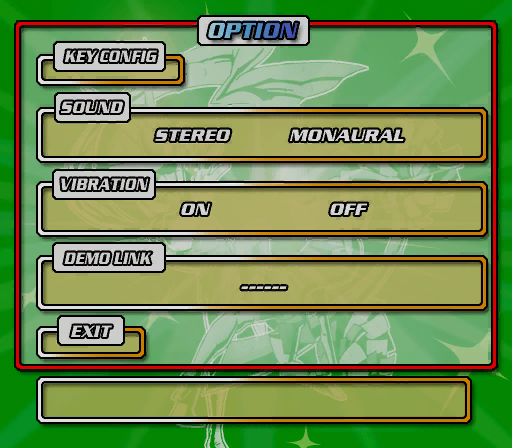 OPTION
KEY CONFIG
SOUND
STEREO MONAURAL
VIBRATION
ON OFF
DEMO LINK
------
EXIT